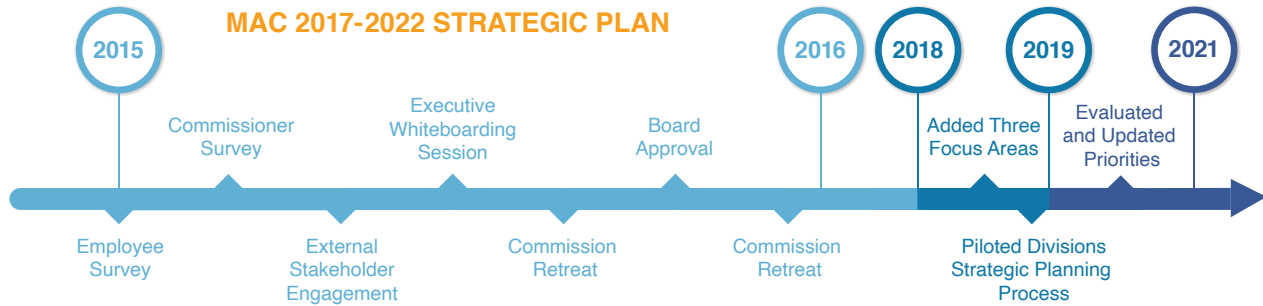 MAC 2017-2022 STRATEGIC PLAN
2015
2016
2018
2019
2021
Commissioner
Survey
Executive
Whiteboarding
Session
Board
Approval
Added Three
Focus Areas
Evaluated
and Updated
Priorities
Employee
Survey
External
Stakeholder
Engagement
Commission
Retreat
Commission
Retreat
Piloted Divisions
Strategic Planning
Process